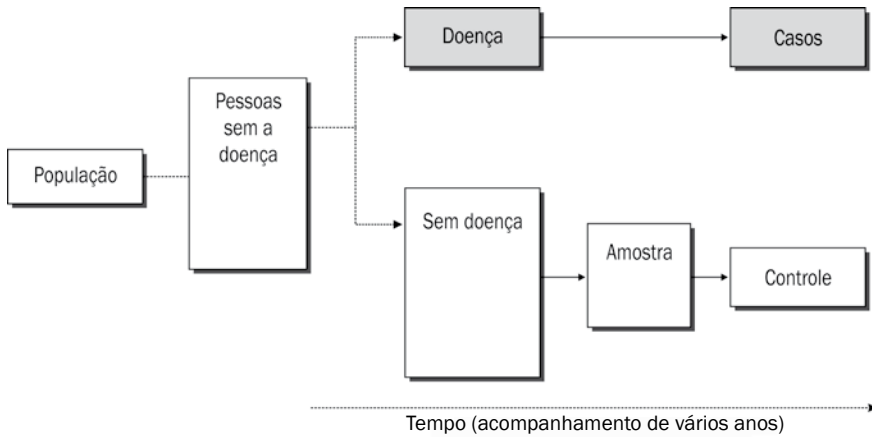 Doença
Casos
Pessoas
sem a
doença
População
Sem doença
Amostra
Controle
Tempo (acompanhamento de vários anos)